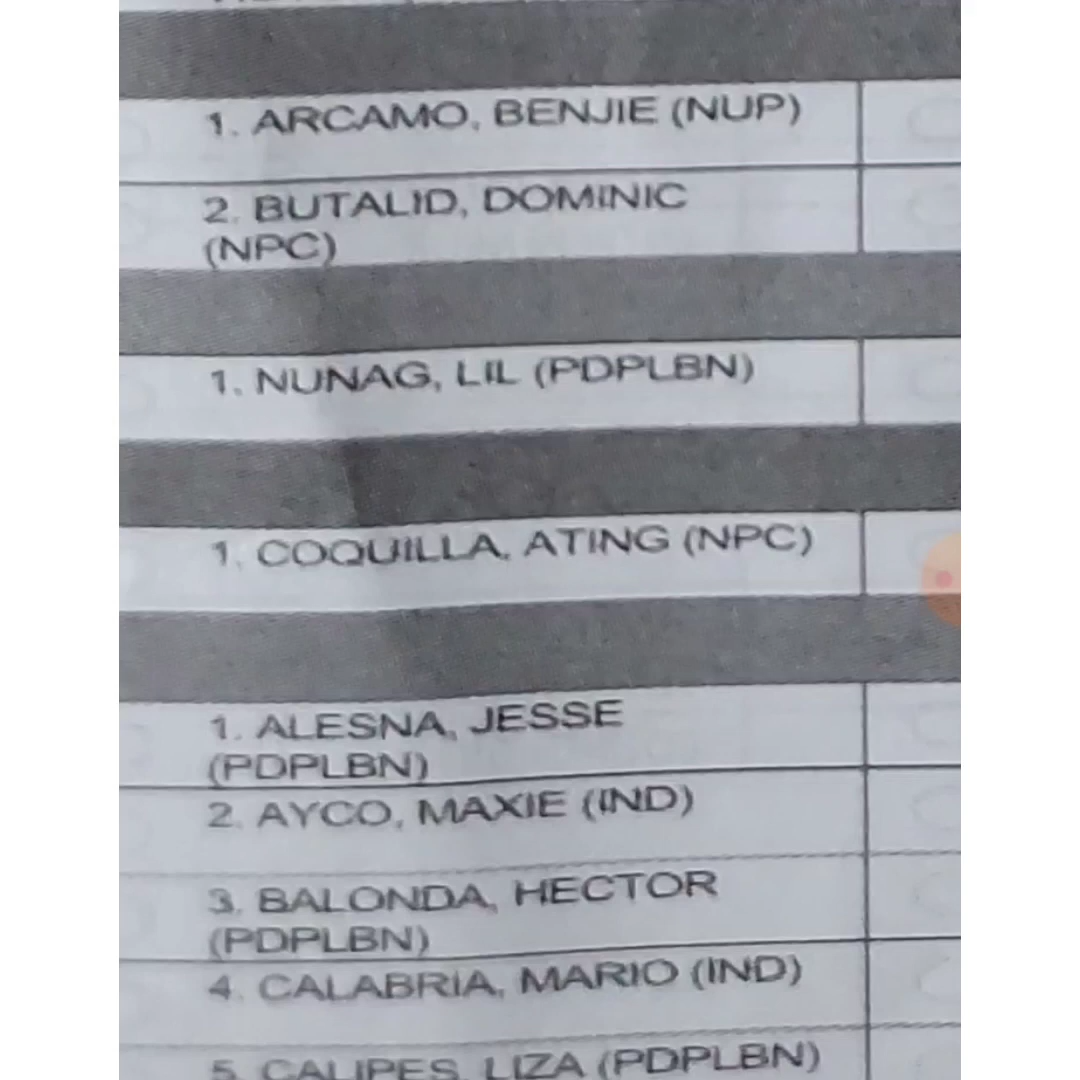 1. ARCAMO, BENJIE (NUP)
2. BUTALID, DOMINIC
(NPC)
1. NUNAG, LIL (PDPLBN)
1. COQUILLA, ATING (NPC)
1. ALESNA, JESSE
(PDPLBN)
2. AYCO, MAXIE (IND)
3. BALONDA, HECTOR
(PDPLBN)
4. CALABRIA, MARIO (IND)
5. CALIPES, LIZA (PDPLBN)